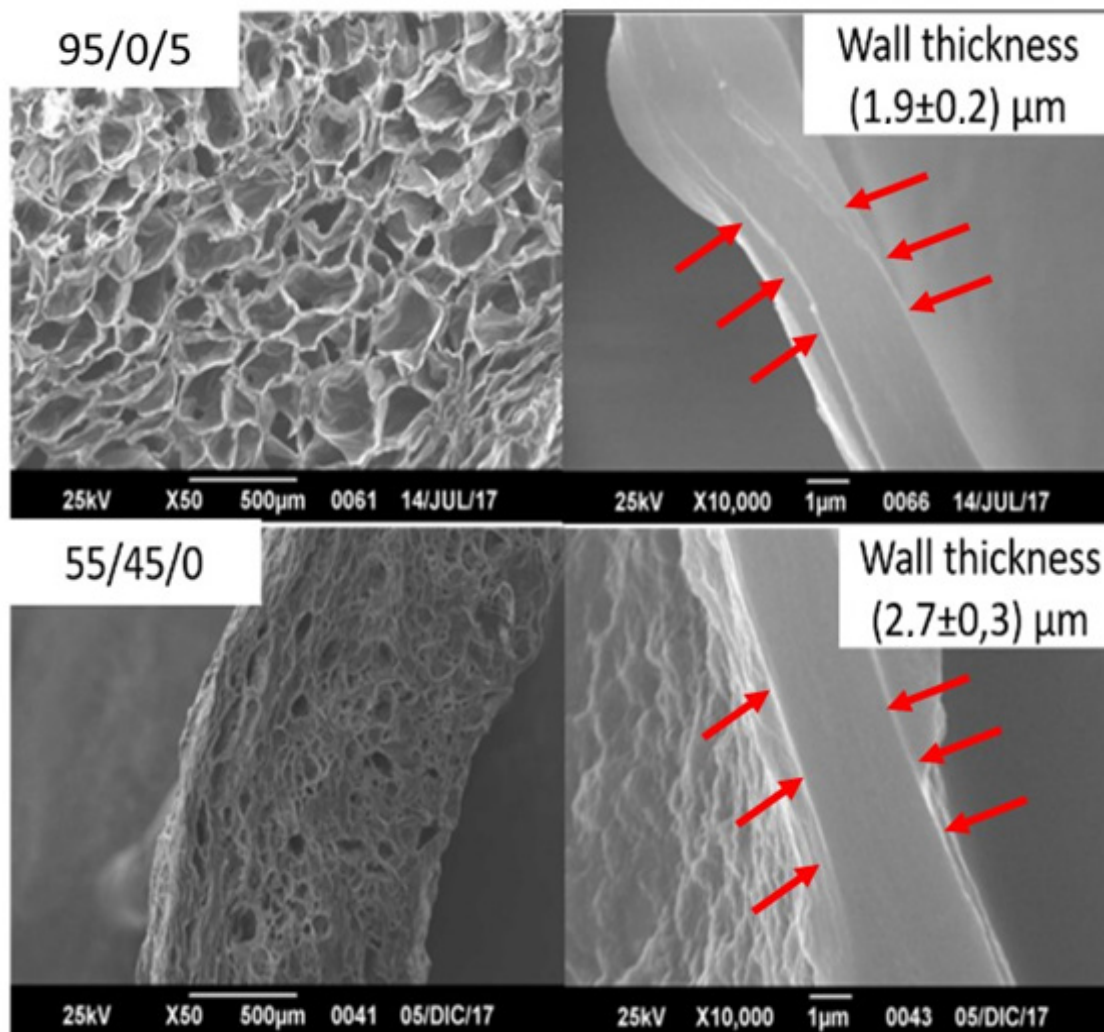 95/0/5
Wall thickness
(1.9±0.2) µm
25kV X50 500µm 0061 14/JUL/17
25kV X10,000 1µm 0066 14/JUL/17
55/45/0
Wall thickness
(2.7±0,3) µm
25kV X50 500µm 0041 05/DIC/17
25kV X10,000 1µm 0043 05/DIC/17